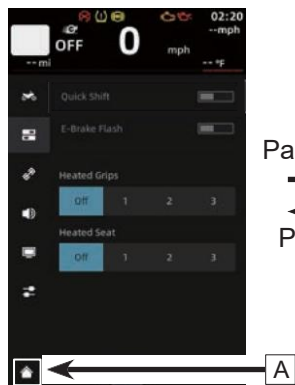 02:20
--mph
OFF
0
mph
-- mi
-- °F
Quick Shift
E-Brake Flash
Heated Grips
Off 1 2 3
Heated Seat
Off 1 2 3
A
Pa
P